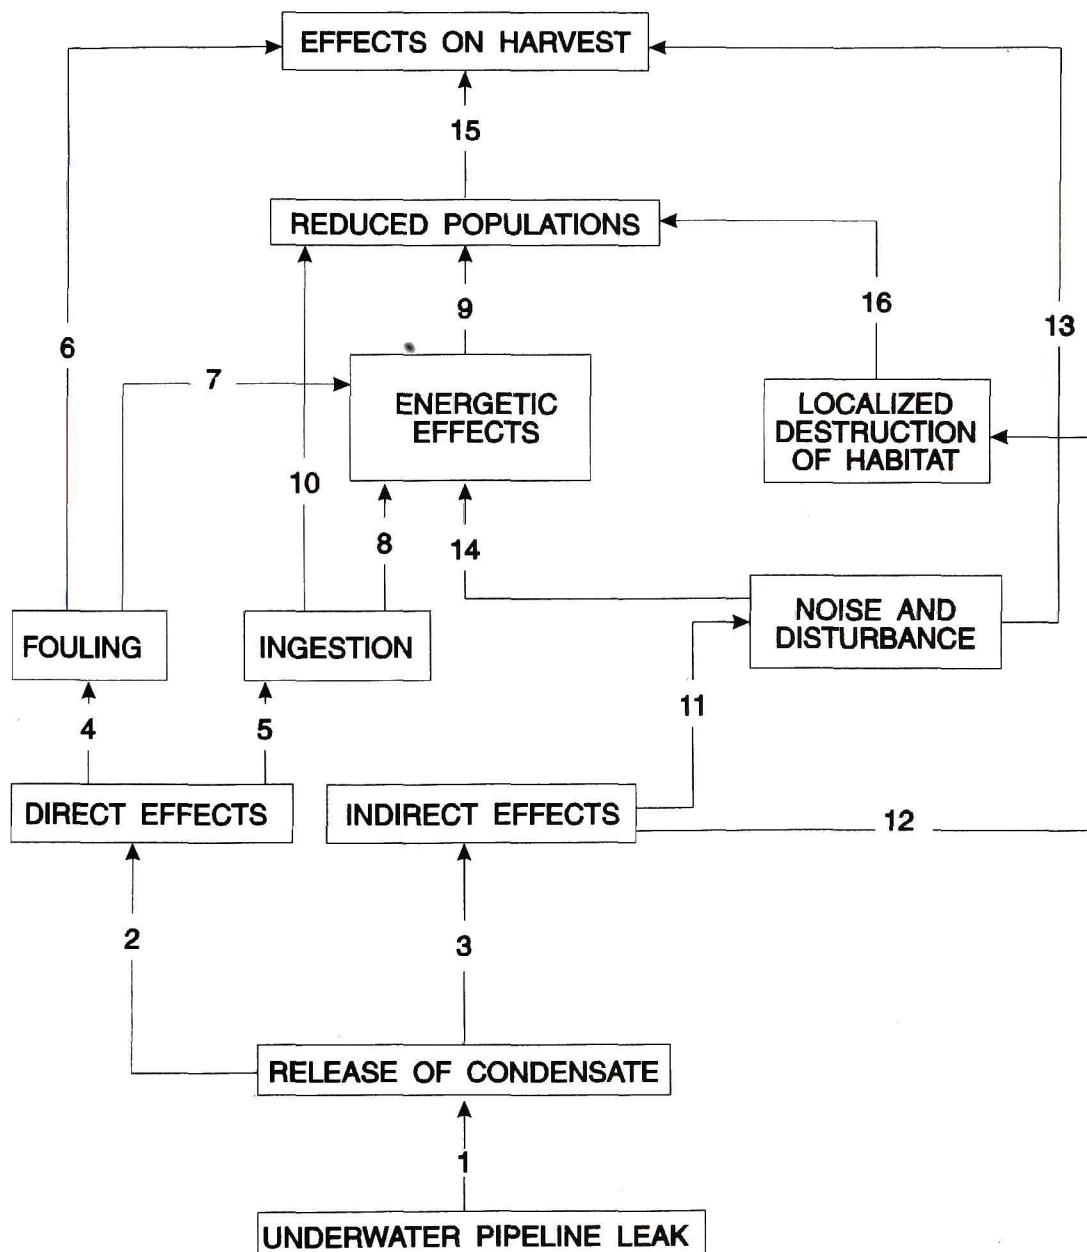 EFFECTS ON HARVEST
15
REDUCED POPULATIONS
9
16
13
6
7
ENERGETIC
EFFECTS
LOCALIZED
DESTRUCTION
OF HABITAT
10
8
14
FOULING
INGESTION
NOISE AND
DISTURBANCE
4
5
11
DIRECT EFFECTS
INDIRECT EFFECTS
12
2
3
RELEASE OF CONDENSATE
1
UNDERWATER PIPELINE LEAK